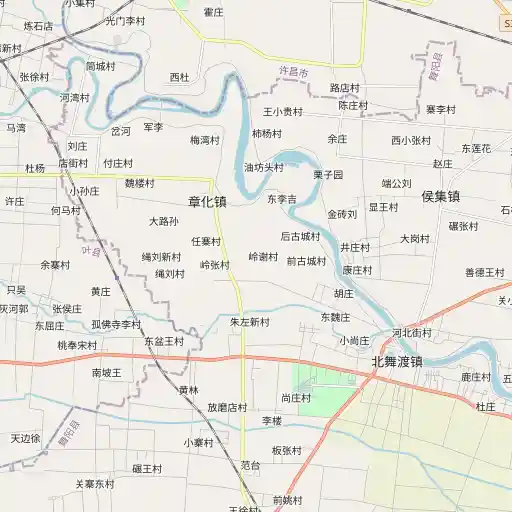 小集村
光门李村
霍庄
炼石店
简城村
张徐村
西杜
许昌市
舞阳县
路店村
河湾村
王小贵村
陈庄村
寨李村
马湾
岔河
军李
柿杨村
余庄
刘庄
梅湾村
西小张村
东莲花
店街村
付庄村
赵庄
杜杨
油坊头村
栗子园
魏楼村
端公刘
小孙庄
章化镇
东李吉
侯集镇
许庄
何马村
显王村
金砖刘
大路孙
碾张村
任寨村
后古城村
大岗村
叶县
井庄村
绳刘新村
岭谢村
余寨村
岭张村
前古城村
康庄村
绳刘村
善德王村
只吴
黄庄
胡庄
灰河郭
张侯庄
东魏庄
朱左新村
东屈庄
孤佛寺李村
河北街村
桃奉宋村
东盆王村
小尚庄
北舞渡镇
南坡王
鹿庄村
黄林
尚庄村
放磨店村
杜庄
李楼
舞阳县
天边徐
小寨村
板张村
碾王村
范台
关寨东村
前姚村
王徐村